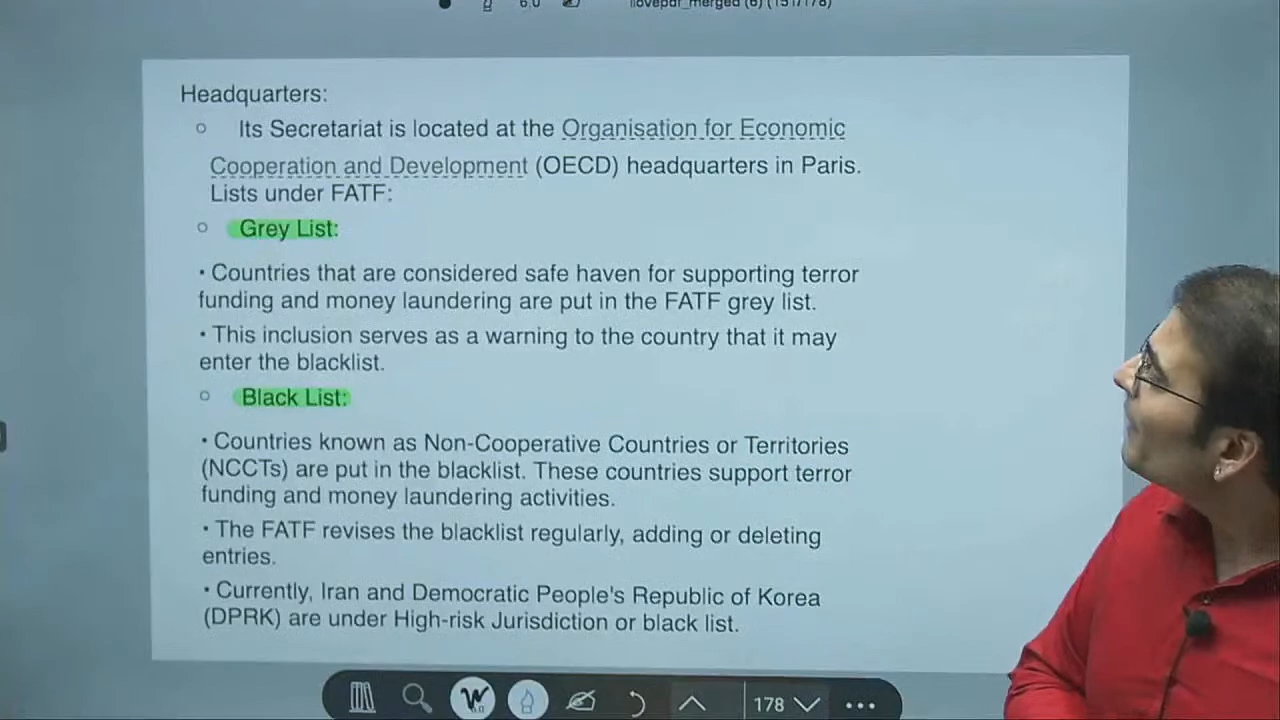 6.0
ilovepdf_merged (6) (151/178)
Headquarters:
Its Secretariat is located at the Organisation for Economic
Cooperation and Development (OECD) headquarters in Paris.
Lists under FATF:
Grey List:
• Countries that are considered safe haven for supporting terror
funding and money laundering are put in the FATF grey list.
• This inclusion serves as a warning to the country that it may
enter the blacklist.
Black List:
• Countries known as Non-Cooperative Countries or Territories
(NCCTs) are put in the blacklist. These countries support terror
funding and money laundering activities.
• The FATF revises the blacklist regularly, adding or deleting
entries.
• Currently, Iran and Democratic People's Republic of Korea
(DPRK) are under High-risk Jurisdiction or black list.
178